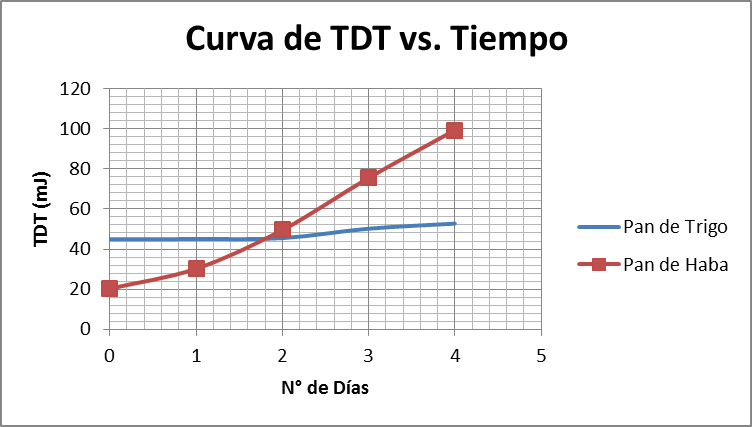 Curva de TDT vs. Tiempo
TDT (mJ)
120
100
80
60
40
20
0
0 1 2 3 4 5
N° de Días
Pan de Trigo
Pan de Haba